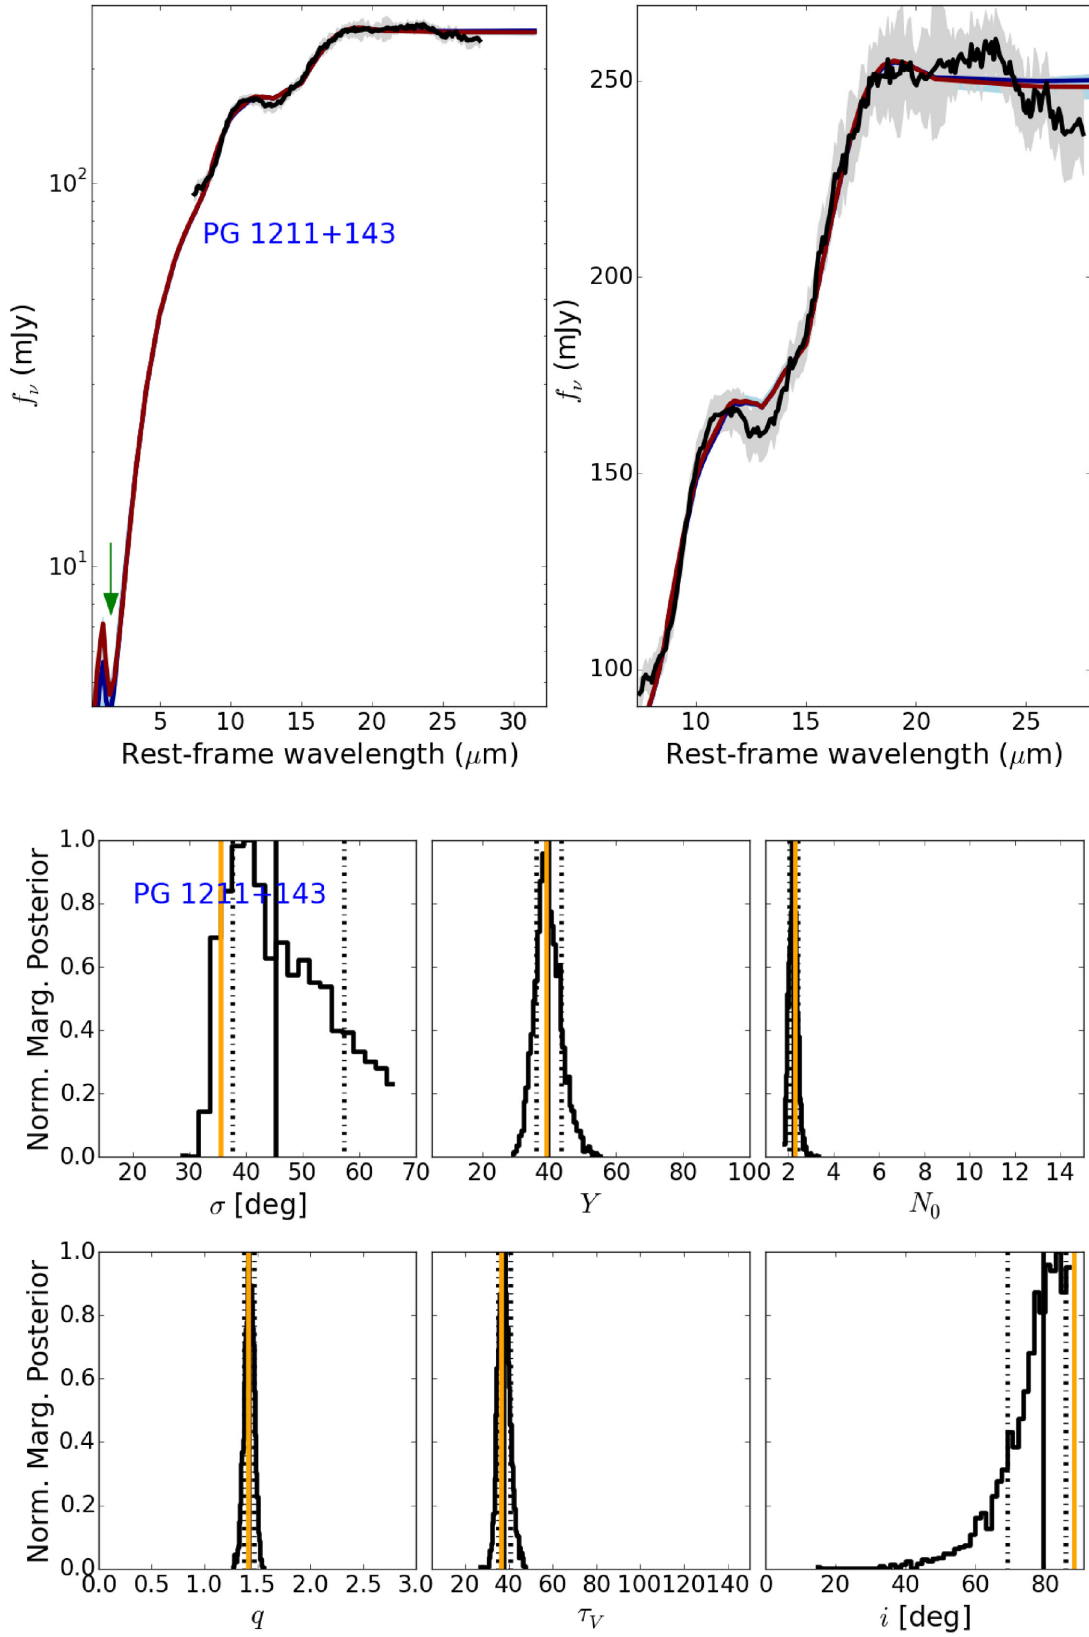 10²
10¹
f_ν (mJy)
PG 1211+143
5 10 15 20 25 30
Rest-frame wavelength (μm)
250
200
150
100
f_ν (mJy)
10 15 20 25
Rest-frame wavelength (μm)
Norm. Marg. Posterior
1.0
0.8
0.6
0.4
0.2
0.0
PG 1211+143
20 30 40 50 60 70
σ [deg]
20 40 60 80 100
Y
2 4 6 8 10 12 14
N₀
Norm. Marg. Posterior
1.0
0.8
0.6
0.4
0.2
0.0
0.0 0.5 1.0 1.5 2.0 2.5 3.0
q
20 40 60 80 100 120 140
τ_V
0 20 40 60 80
i [deg]